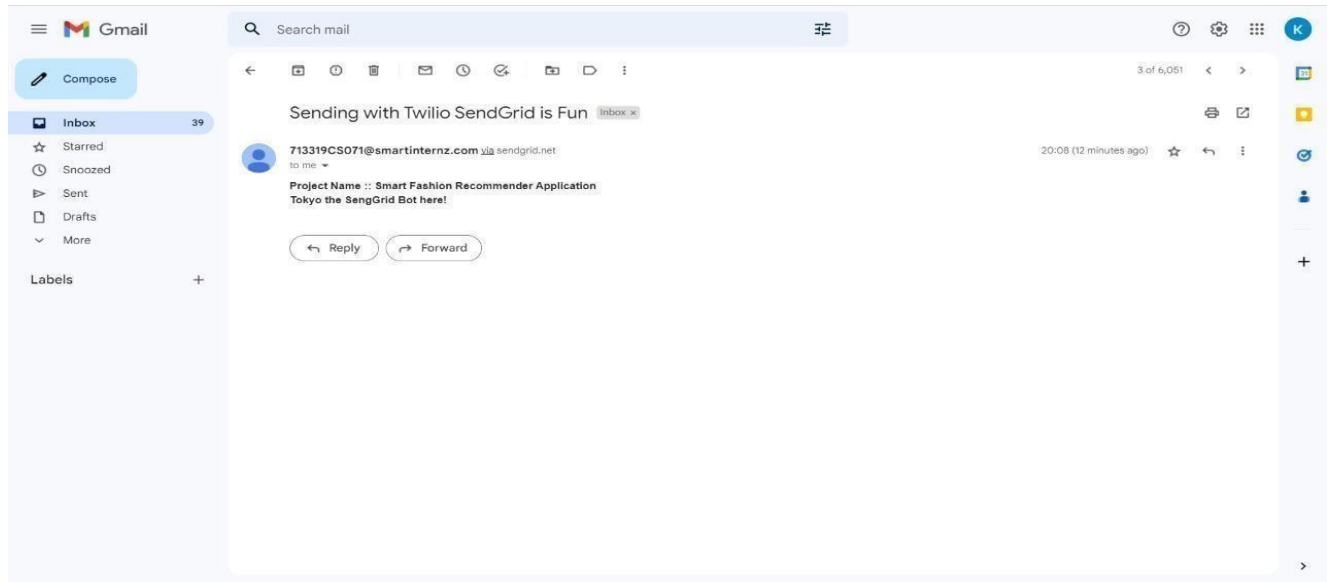 Gmail
Search mail
K
Compose
3 of 6,051
Inbox 39
Starred
Snoozed
Sent
Drafts
More
Labels
Sending with Twilio SendGrid is Fun Inbox x
713319CS071@smartinternz.com via sendgrid.net
20:08 (12 minutes ago)
to me
Project Name :: Smart Fashion Recommender Application
Tokyo the SengGrid Bot here!
Reply
Forward
31